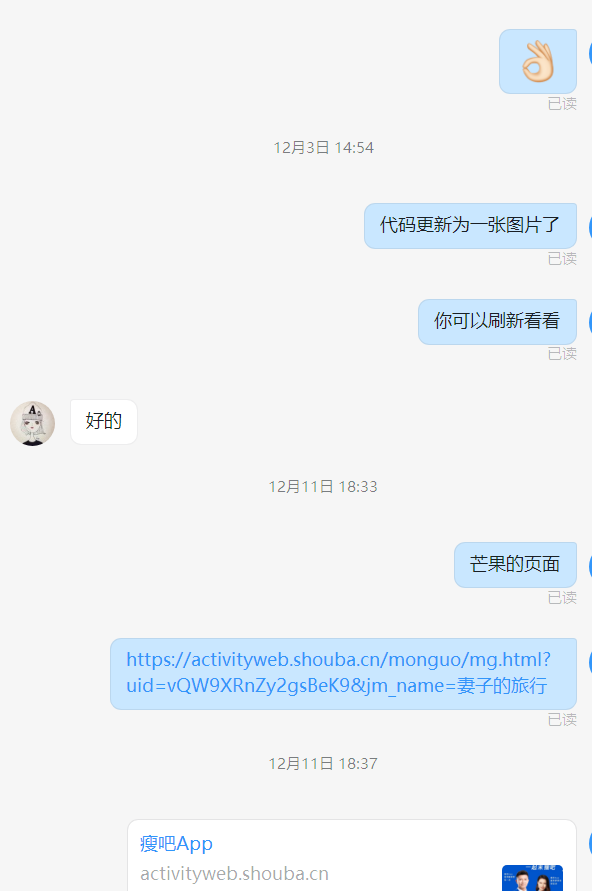 已读
12月3日 14:54
代码更新为一张图片了
已读
你可以刷新看看
已读
A
好的
12月11日 18:33
芒果的页面
已读
https://activityweb.shouba.cn/monguo/mg.html?
uid=vQW9XRnZy2gsBeK9&jm_name=妻子的旅行
已读
12月11日 18:37
瘦吧App
activityweb.shouba.cn